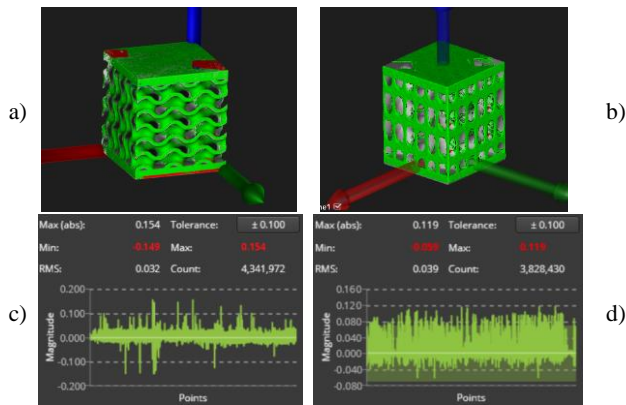 a)
b)
ne1
c)
Max (abs): 0.154 Tolerance: ± 0.100
Min: -0.149 Max: 0.154
RMS: 0.032 Count: 4,341,972
0.200
0.100
0.000
-0.100
-0.200
Magnitude
Points
Max (abs): 0.119 Tolerance: ± 0.100
Min: Max: 0.119
RMS: 0.039 Count: 3,828,430
0.160
0.120
0.080
0.040
0.000
-0.040
-0.080
Magnitude
Points
d)